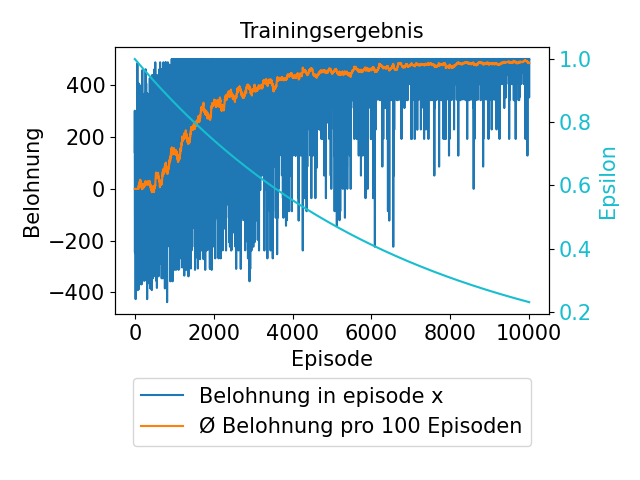 Trainingsergebnis
400
200
0
−200
−400
Belohnung
1.0
0.8
0.6
0.4
0.2
Epsilon
0 2000 4000 6000 8000 10000
Episode
Belohnung in episode x
Ø Belohnung pro 100 Episoden